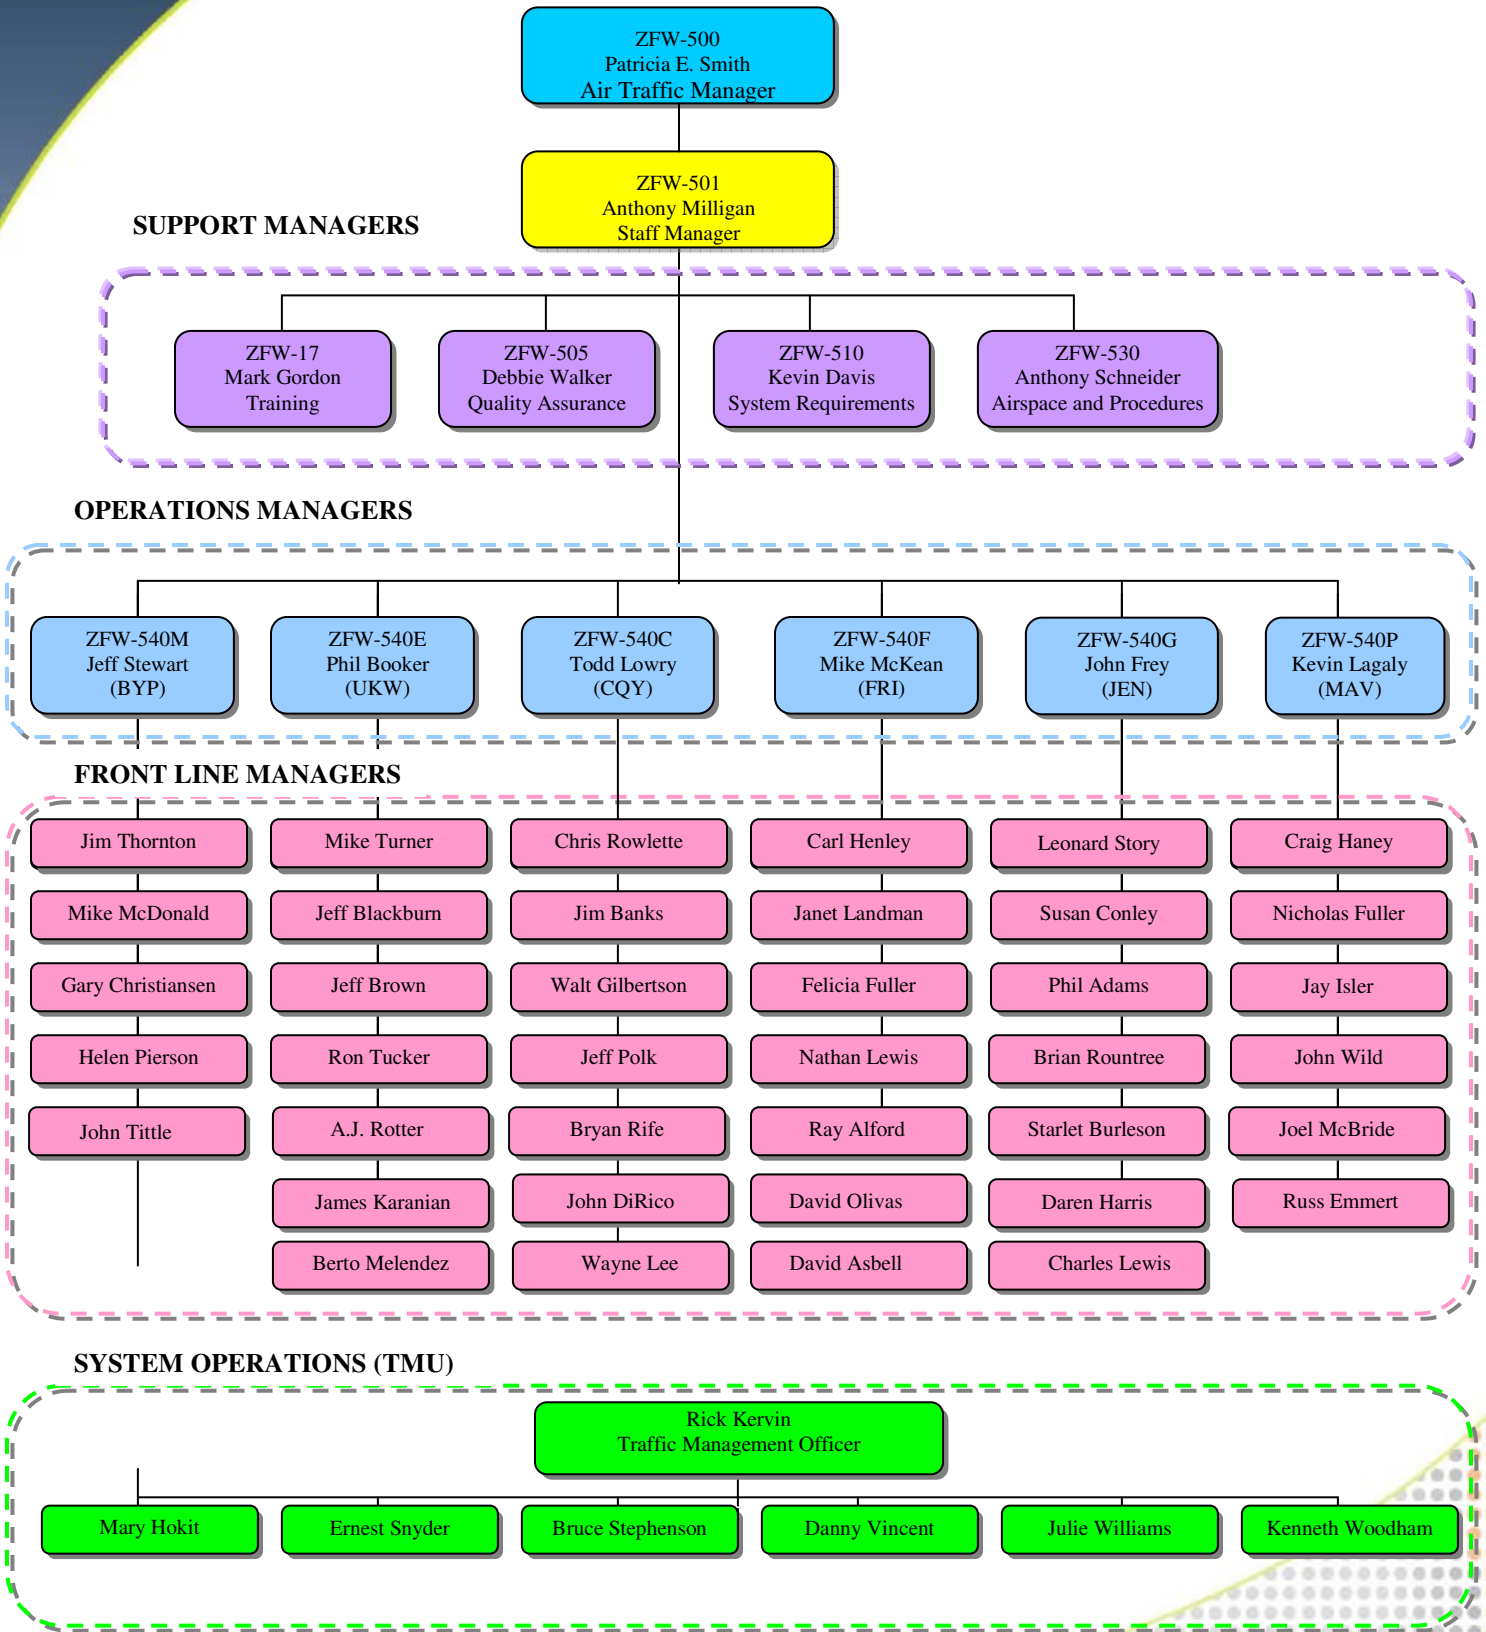 ZFW-500
Patricia E. Smith
Air Traffic Manager
ZFW-501
Anthony Milligan
Staff Manager
SUPPORT MANAGERS
ZFW-17
Mark Gordon
Training
ZFW-505
Debbie Walker
Quality Assurance
ZFW-510
Kevin Davis
System Requirements
ZFW-530
Anthony Schneider
Airspace and Procedures
OPERATIONS MANAGERS
ZFW-540M
Jeff Stewart
(BYP)
ZFW-540E
Phil Booker
(UKW)
ZFW-540C
Todd Lowry
(CQY)
ZFW-540F
Mike McKean
(FRI)
ZFW-540G
John Frey
(JEN)
ZFW-540P
Kevin Lagaly
(MAV)
FRONT LINE MANAGERS
Jim Thornton
Mike McDonald
Gary Christiansen
Helen Pierson
John Tittle
Mike Turner
Jeff Blackburn
Jeff Brown
Ron Tucker
A.J. Rotter
James Karanian
Berto Melendez
Chris Rowlette
Jim Banks
Walt Gilbertson
Jeff Polk
Bryan Rife
John DiRico
Wayne Lee
Carl Henley
Janet Landman
Felicia Fuller
Nathan Lewis
Ray Alford
David Olivas
David Asbell
Leonard Story
Susan Conley
Phil Adams
Brian Rountree
Starlet Burleson
Daren Harris
Charles Lewis
Craig Haney
Nicholas Fuller
Jay Isler
John Wild
Joel McBride
Russ Emmert
SYSTEM OPERATIONS (TMU)
Rick Kervin
Traffic Management Officer
Mary Hokit
Ernest Snyder
Bruce Stephenson
Danny Vincent
Julie Williams
Kenneth Woodham